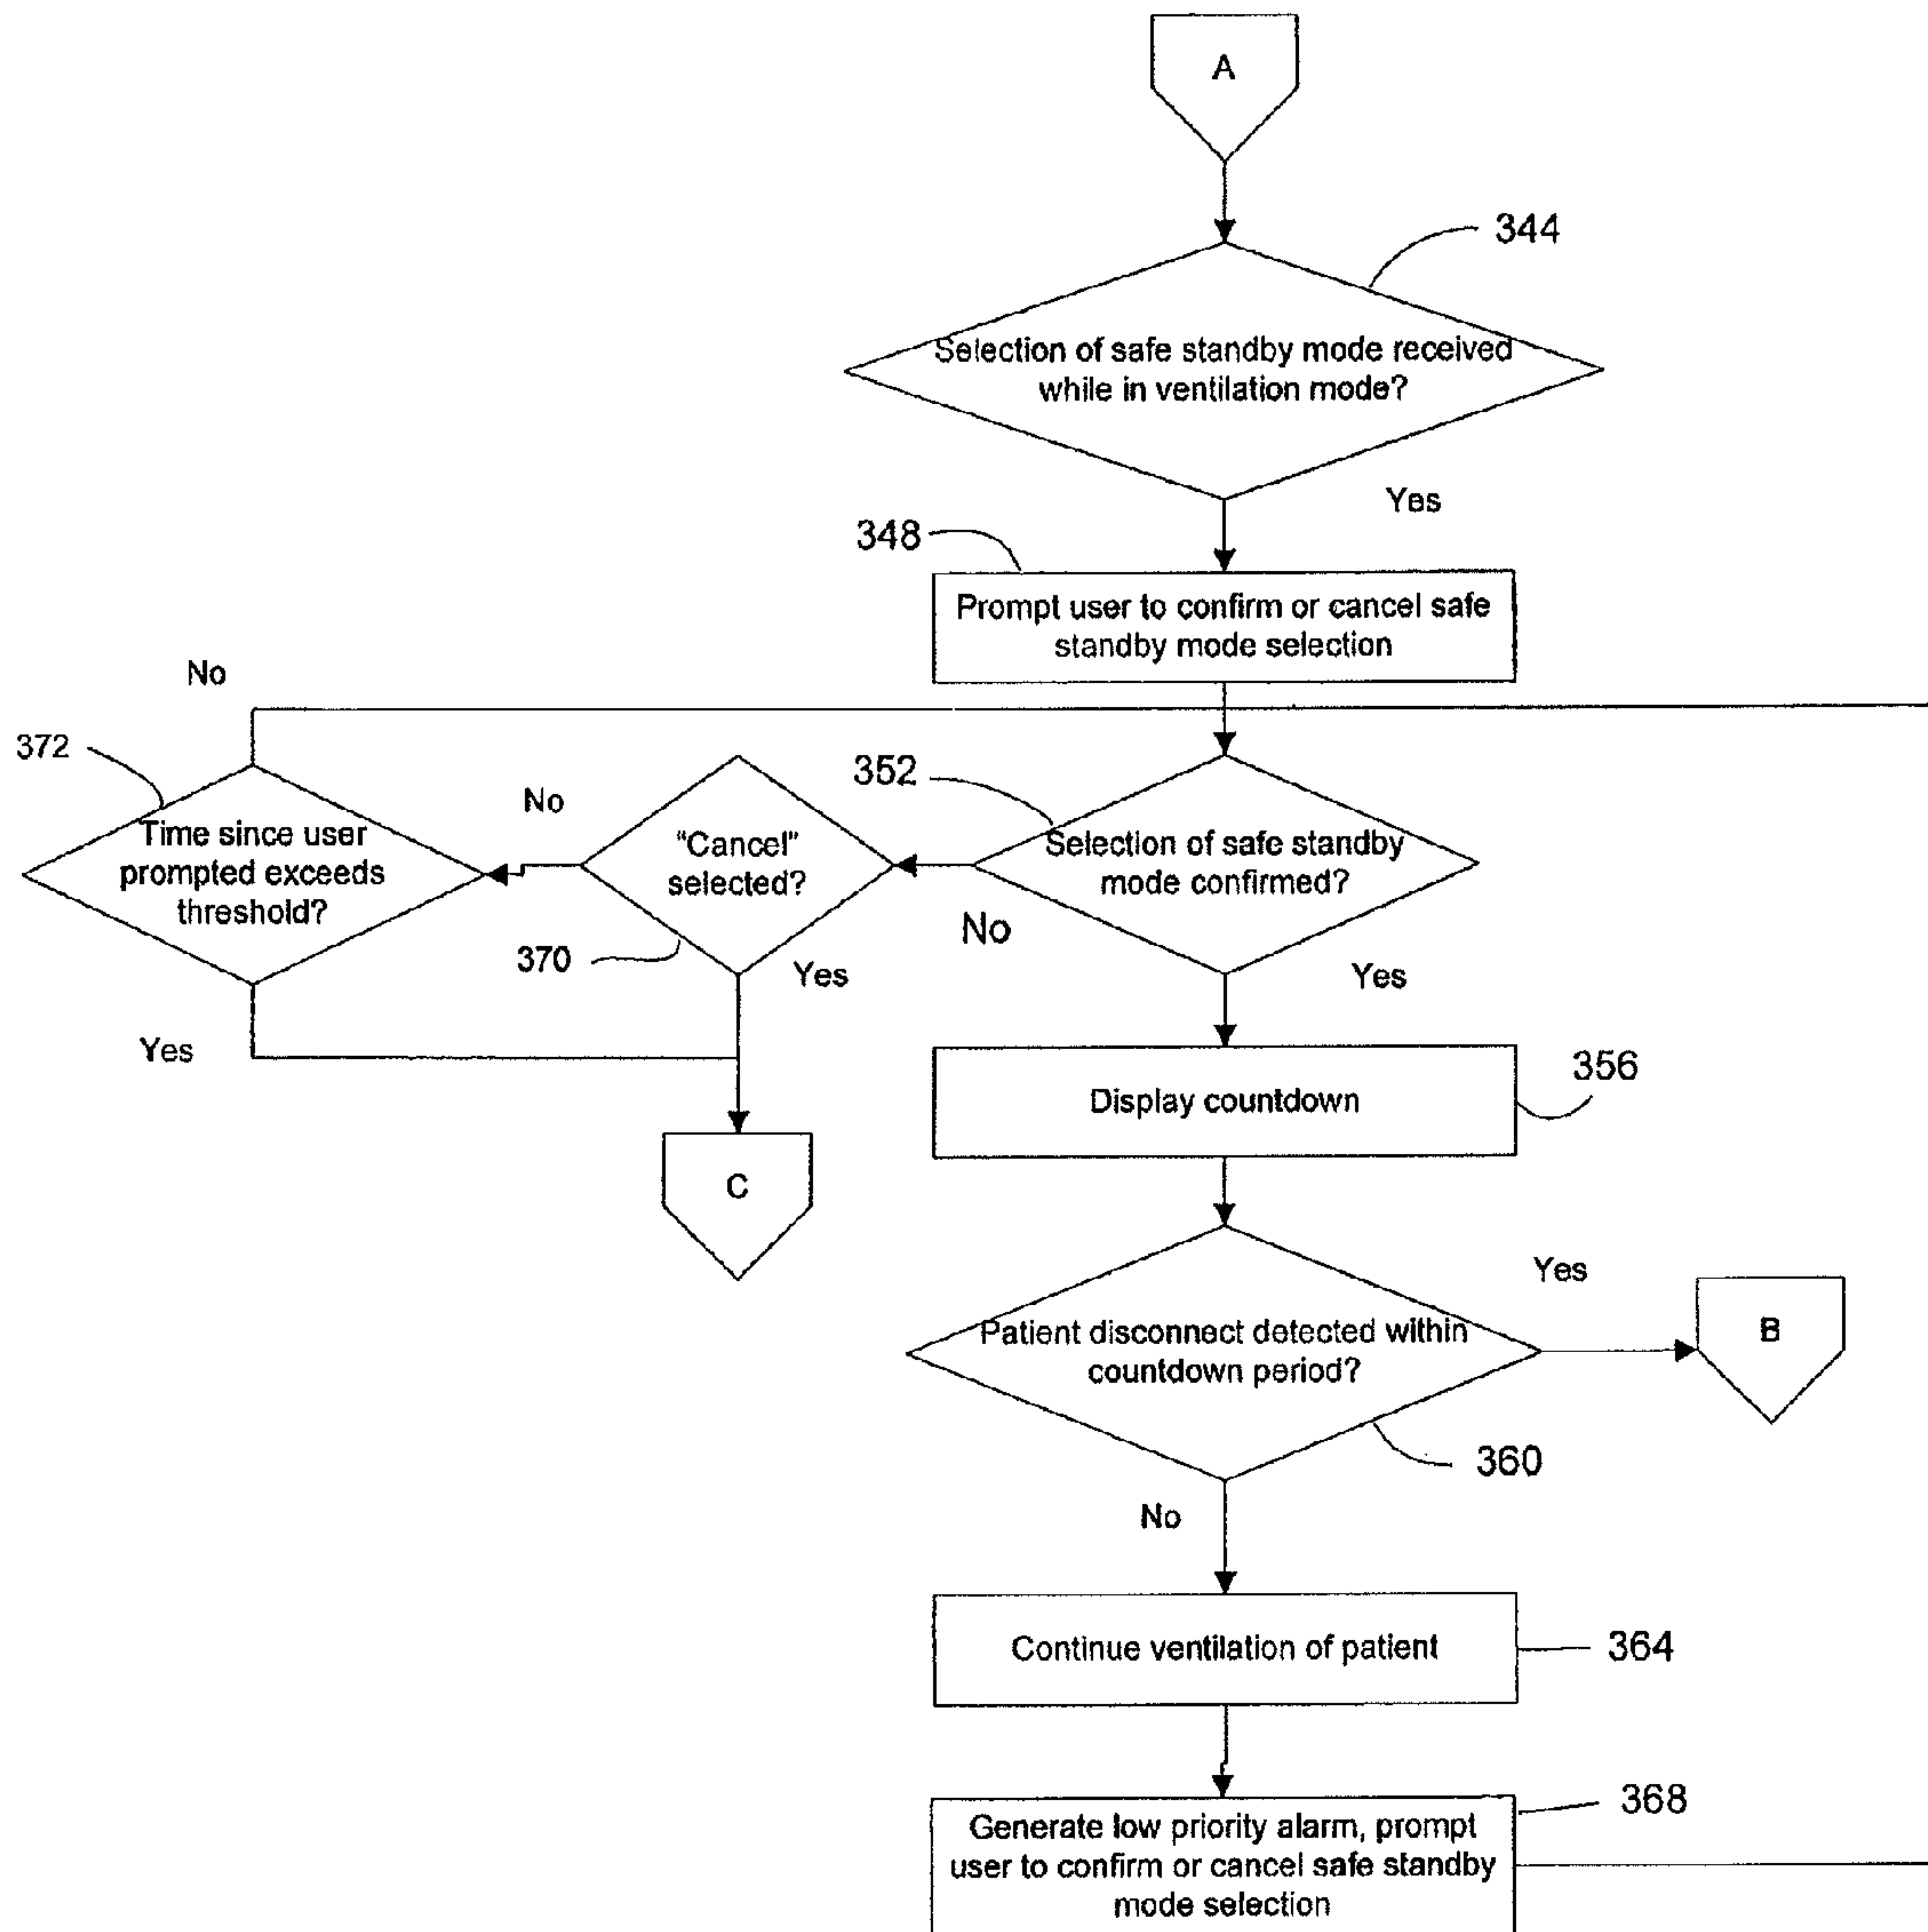 A
344
Selection of safe standby mode received
while in ventilation mode?
Yes
348
Prompt user to confirm or cancel safe
standby mode selection
No
372
Time since user
prompted exceeds
threshold?
No
"Cancel"
selected?
352
Selection of safe standby
mode confirmed?
No
370
Yes
Yes
Yes
356
Display countdown
C
Yes
Patient disconnect detected within
countdown period?
B
360
No
Continue ventilation of patient
364
368
Generate low priority alarm, prompt
user to confirm or cancel safe standby
mode selection